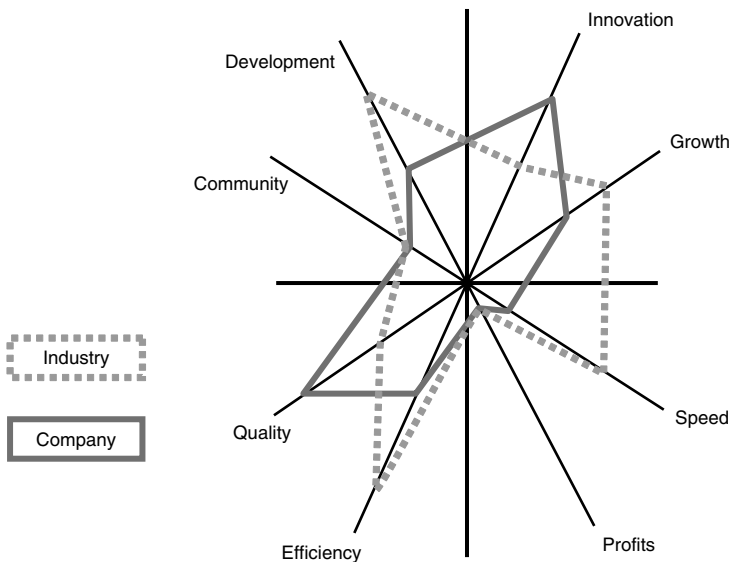 Innovation
Development
Growth
Community
Industry
Company
Quality
Speed
Efficiency
Profits